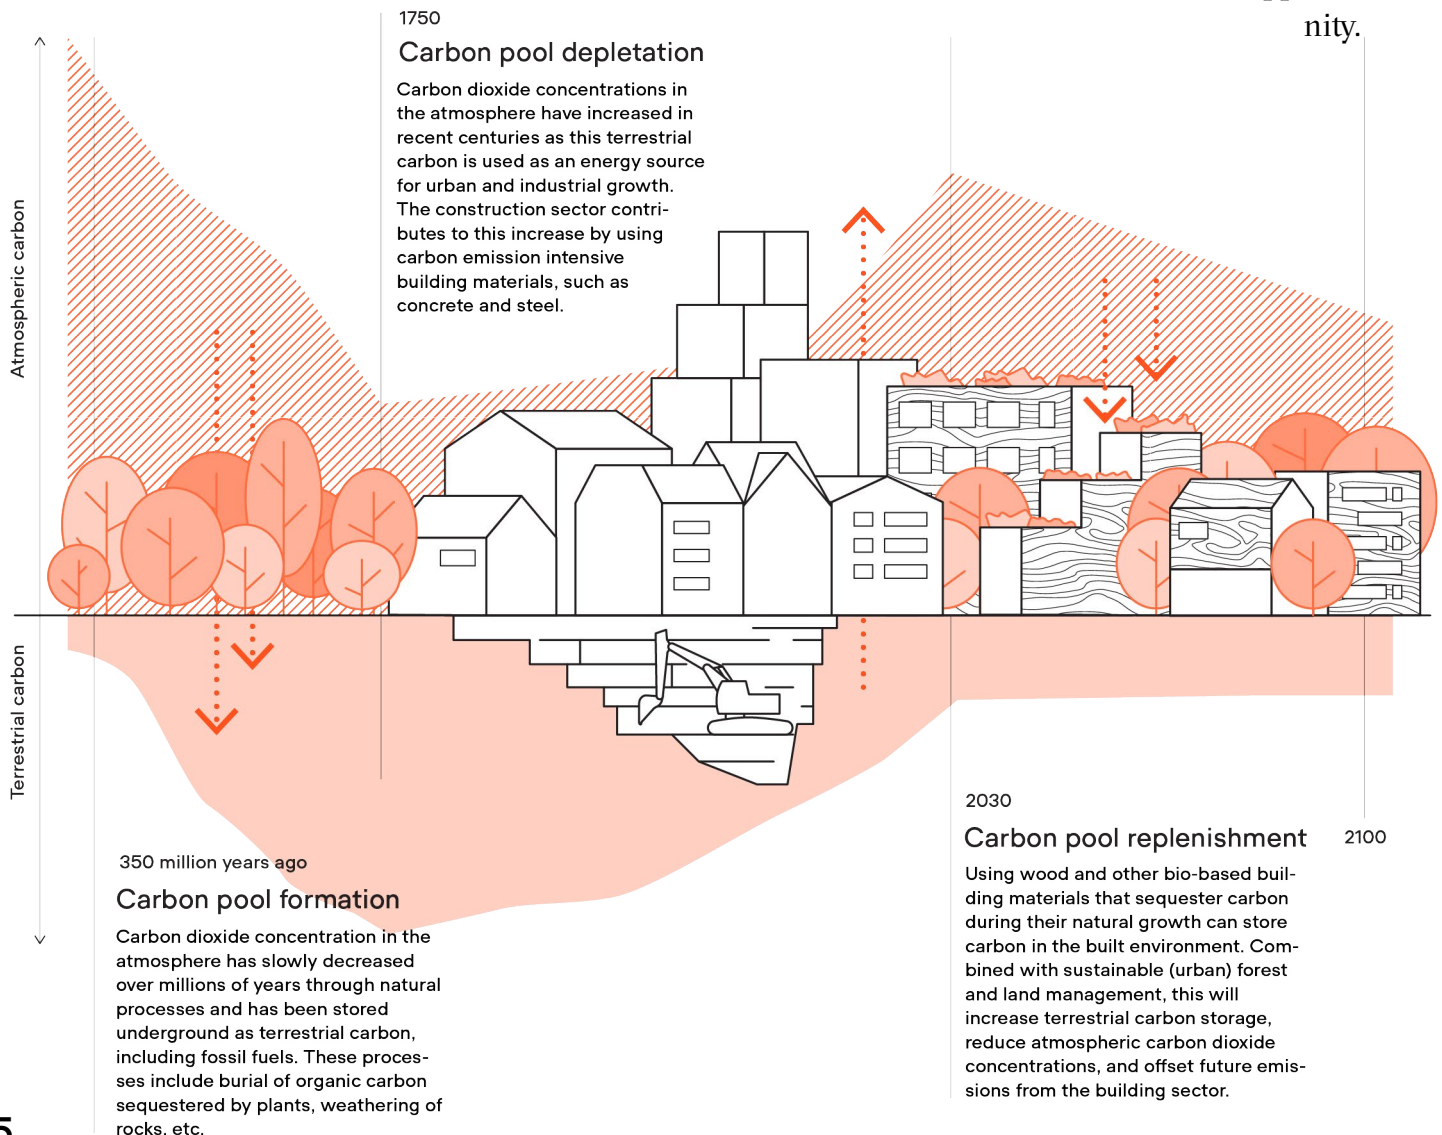 nity.
1750
Carbon pool depletation
Carbon dioxide concentrations in
the atmosphere have increased in
recent centuries as this terrestrial
carbon is used as an energy source
for urban and industrial growth.
The construction sector contri-
butes to this increase by using
carbon emission intensive
building materials, such as
concrete and steel.
Atmospheric carbon
Terrestrial carbon
350 million years ago
Carbon pool formation
Carbon dioxide concentration in the
atmosphere has slowly decreased
over millions of years through natural
processes and has been stored
underground as terrestrial carbon,
including fossil fuels. These proces-
ses include burial of organic carbon
sequestered by plants, weathering of
rocks, etc.
2030
Carbon pool replenishment
Using wood and other bio-based buil-
ding materials that sequester carbon
during their natural growth can store
carbon in the built environment. Com-
bined with sustainable (urban) forest
and land management, this will
increase terrestrial carbon storage,
reduce atmospheric carbon dioxide
concentrations, and offset future emis-
sions from the building sector.
2100